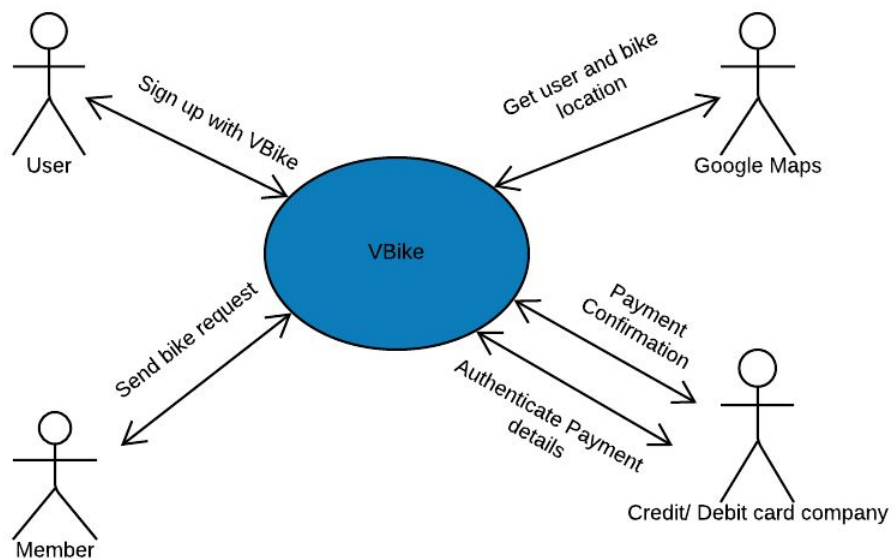 Sign up with VBike
User
Get user and bike
location
Google Maps
VBike
Send bike request
Member
Payment
Confirmation
Authenticate Payment
details
Credit/ Debit card company